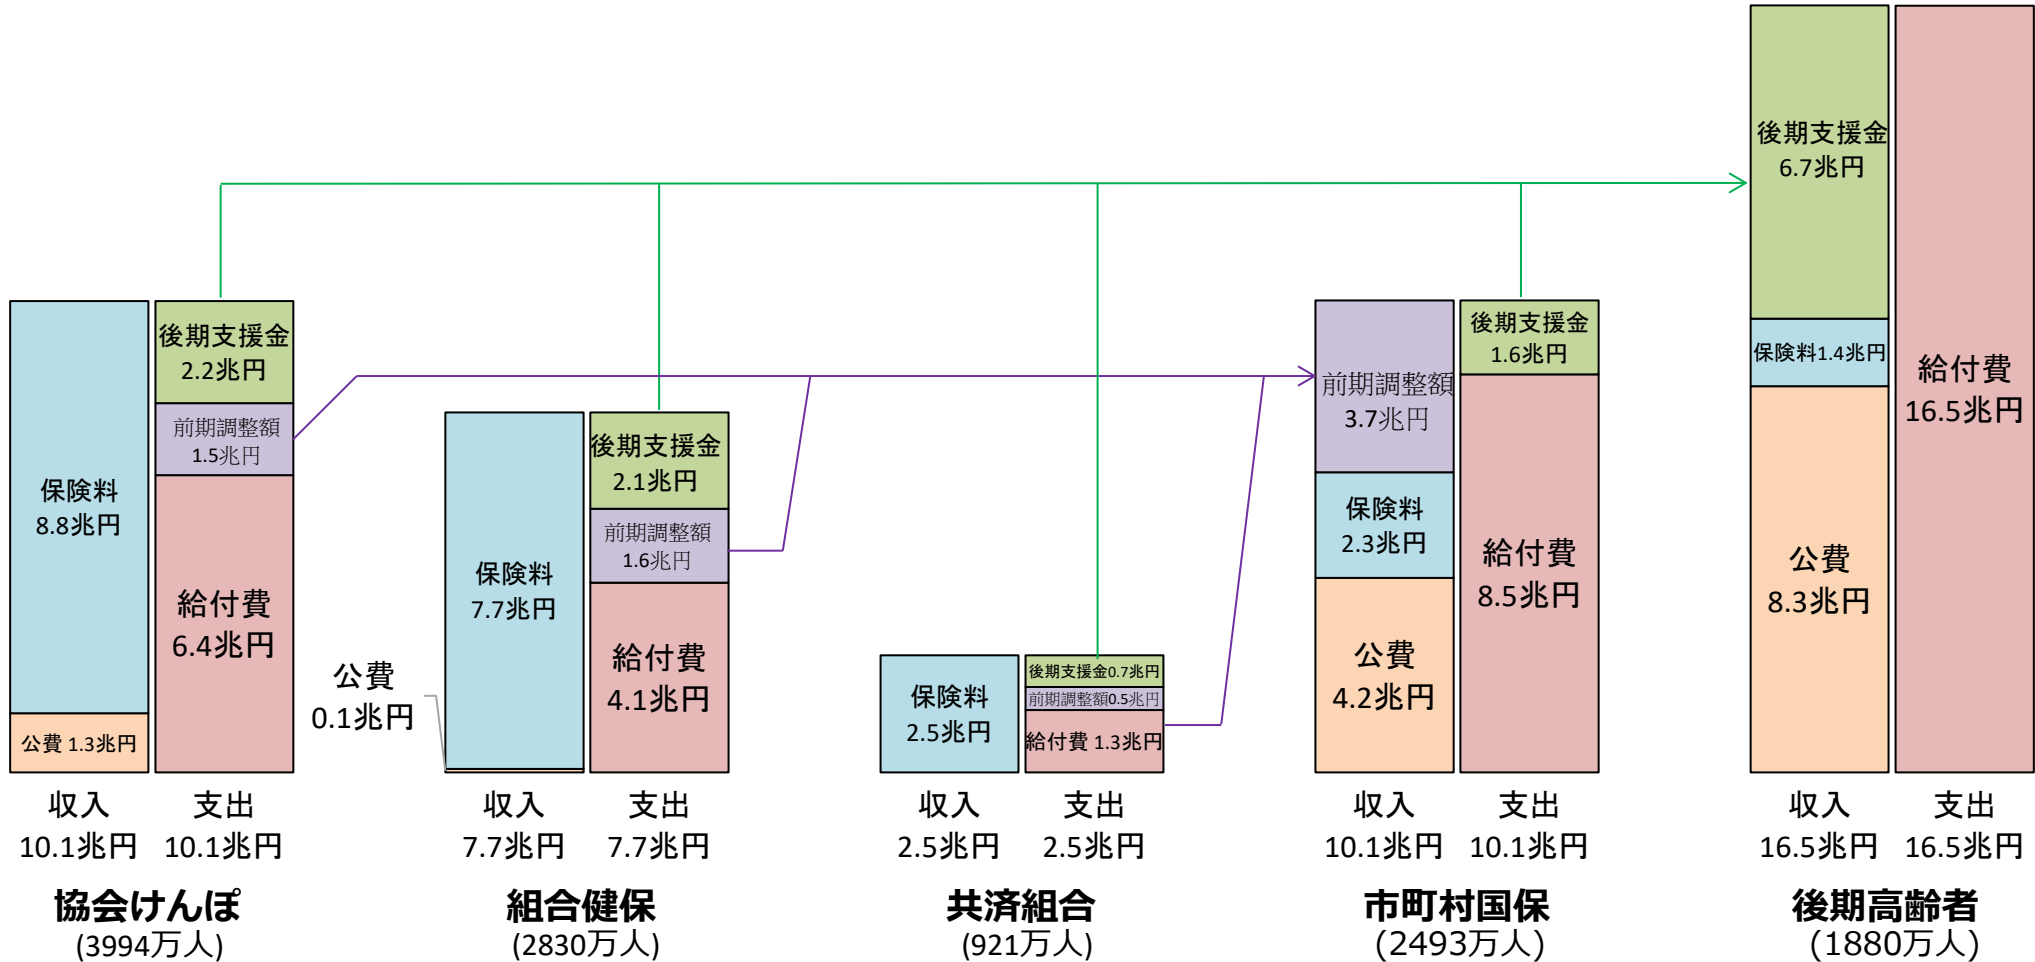 保険料
8.8兆円
公費 1.3兆円
収入
10.1兆円
後期支援金
2.2兆円
前期調整額
1.5兆円
給付費
6.4兆円
支出
10.1兆円
協会けんぽ
(3994万人)
公費
0.1兆円
保険料
7.7兆円
収入
7.7兆円
後期支援金
2.1兆円
前期調整額
1.6兆円
給付費
4.1兆円
支出
7.7兆円
組合健保
(2830万人)
保険料
2.5兆円
収入
2.5兆円
後期支援金0.7兆円
前期調整額0.5兆円
給付費 1.3兆円
支出
2.5兆円
共済組合
(921万人)
前期調整額
3.7兆円
保険料
2.3兆円
公費
4.2兆円
収入
10.1兆円
後期支援金
1.6兆円
給付費
8.5兆円
支出
10.1兆円
市町村国保
(2493万人)
後期支援金
6.7兆円
保険料1.4兆円
公費
8.3兆円
収入
16.5兆円
給付費
16.5兆円
支出
16.5兆円
後期高齢者
(1880万人)